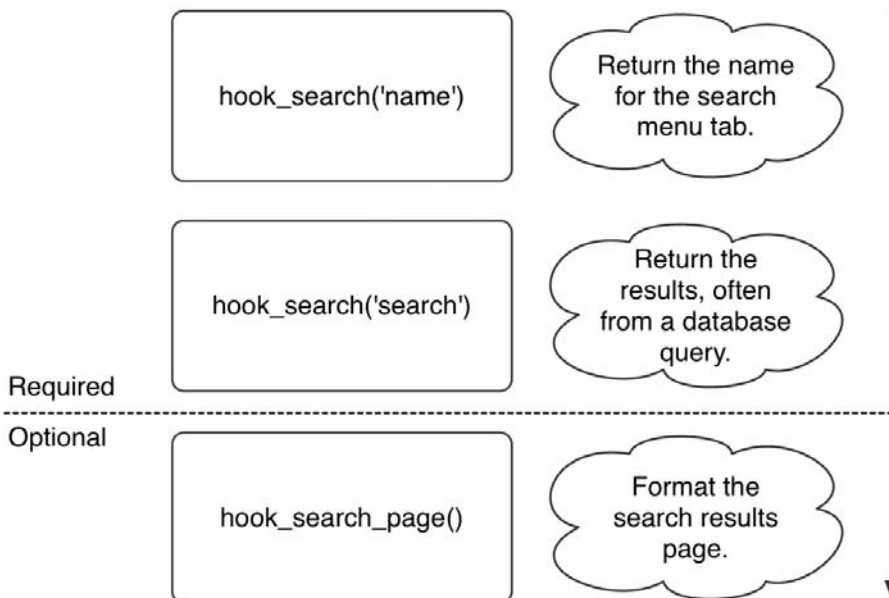 hook_search('name')
Return the name
for the search
menu tab.
hook_search('search')
Return the
results, often
from a database
query.
Required
Optional
hook_search_page()
Format the
search results
page.